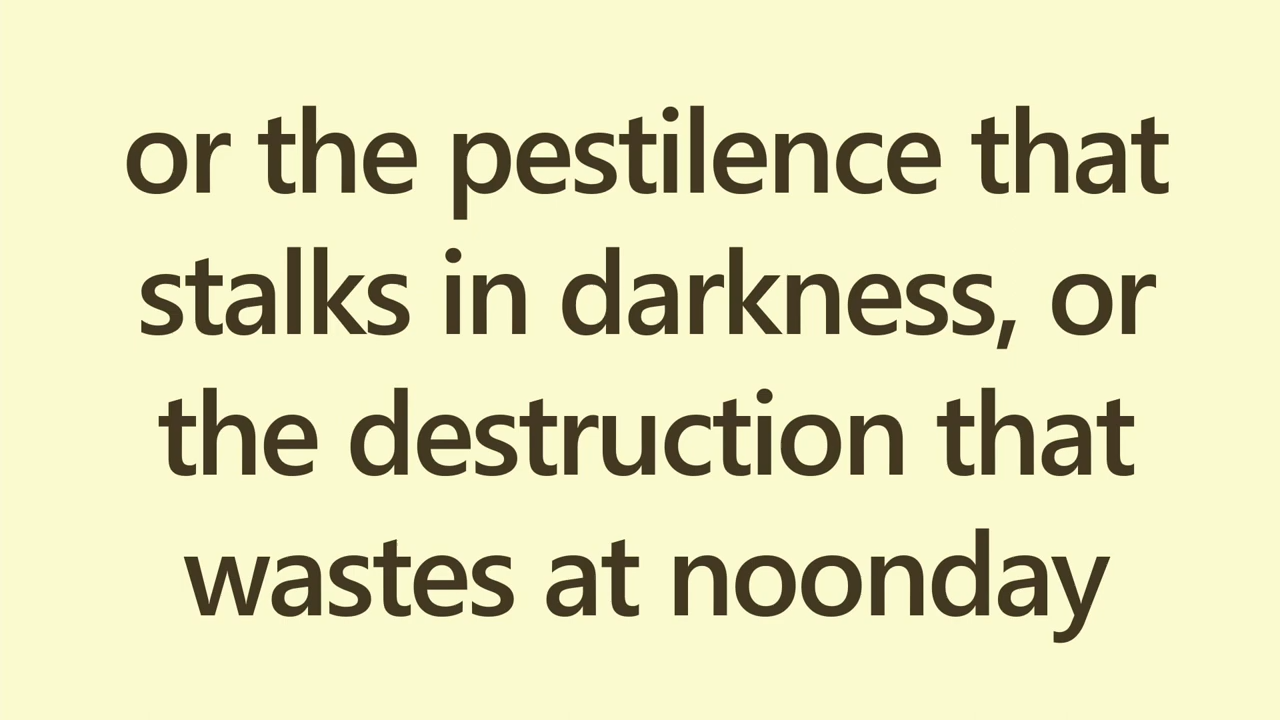 or the pestilence that
stalks in darkness, or
the destruction that
wastes at noonday